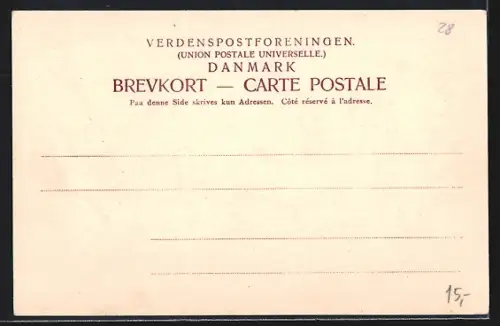 28
VERDENSPOSTFORENINGEN.
(UNION POSTALE UNIVERSELLE.)
DANMARK
BREVKORT — CARTE POSTALE
Paa denne Side skrives kun Adressen. Côté réservé à l'adresse.
15,-